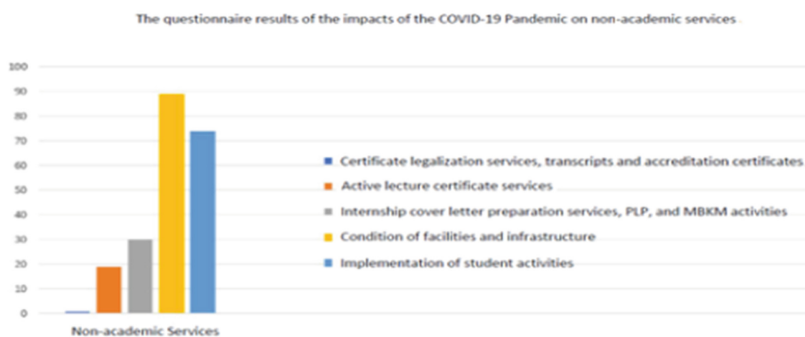 The questionnaire results of the impacts of the COVID-19 Pandemic on non-academic services
100
90
80
70
60
50
40
30
20
10
0
Non-academic Services
Certificate legalization services, transcripts and accreditation certificates
Active lecture certificate services
Internship cover letter preparation services, PLP, and MBKM activities
Condition of facilities and infrastructure
Implementation of student activities